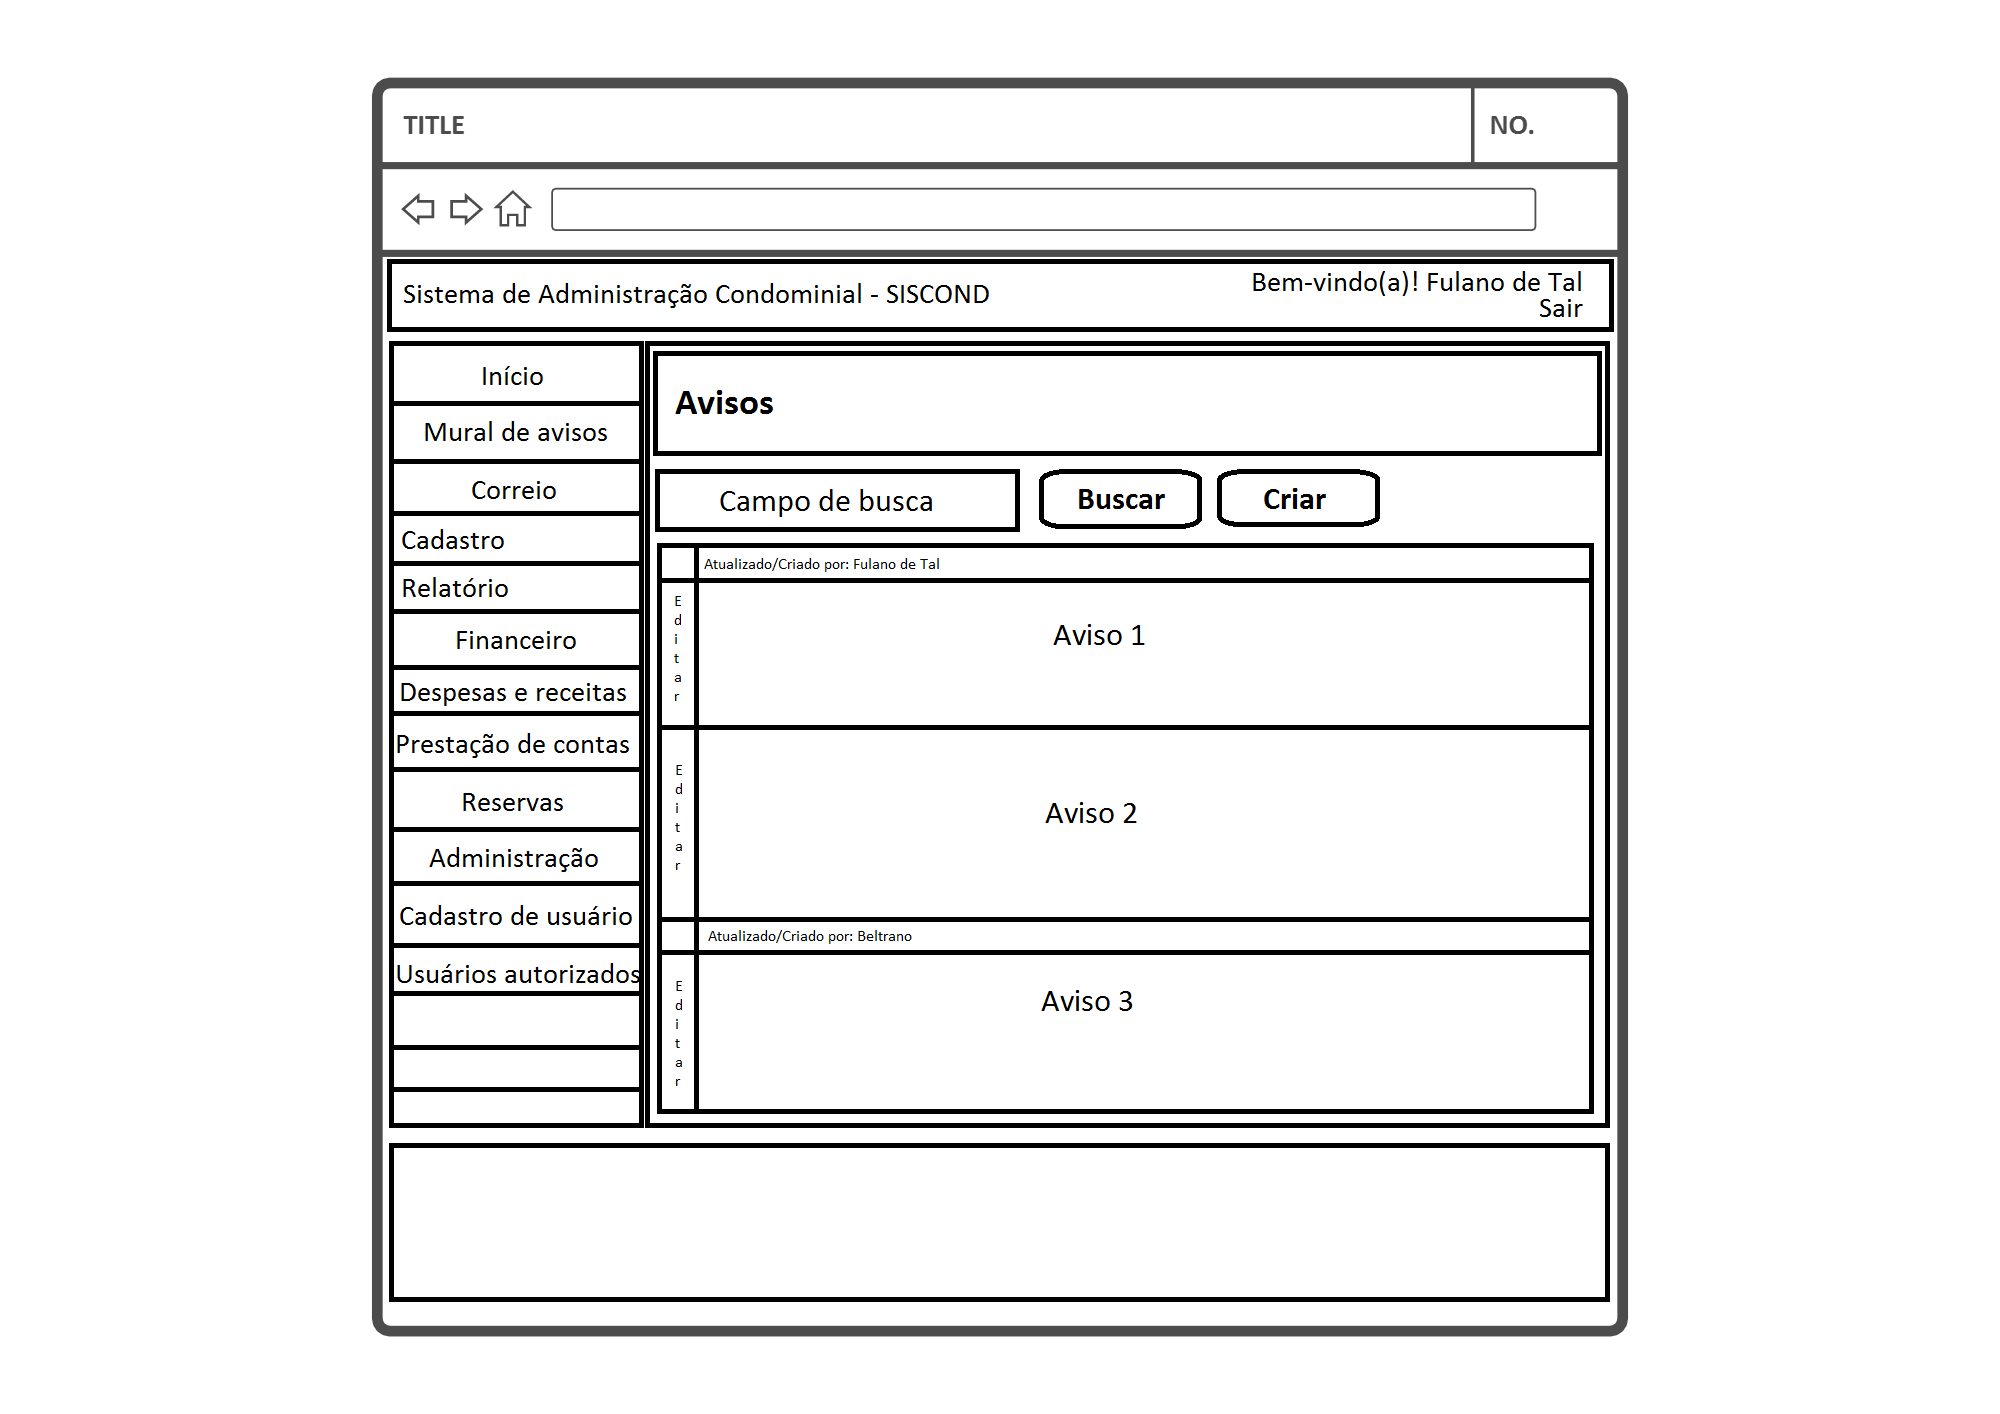 TITLE
NO.
Sistema de Administração Condominial - SISCOND
Bem-vindo(a)! Fulano de Tal
Sair
Início
Mural de avisos
Correio
Cadastro
Relatório
Financeiro
Despesas e receitas
Prestação de contas
Reservas
Administração
Cadastro de usuário
Usuários autorizados
Avisos
Campo de busca
Buscar
Criar
Atualizado/Criado por: Fulano de Tal
Editar
Aviso 1
Editar
Aviso 2
Atualizado/Criado por: Beltrano
Editar
Aviso 3